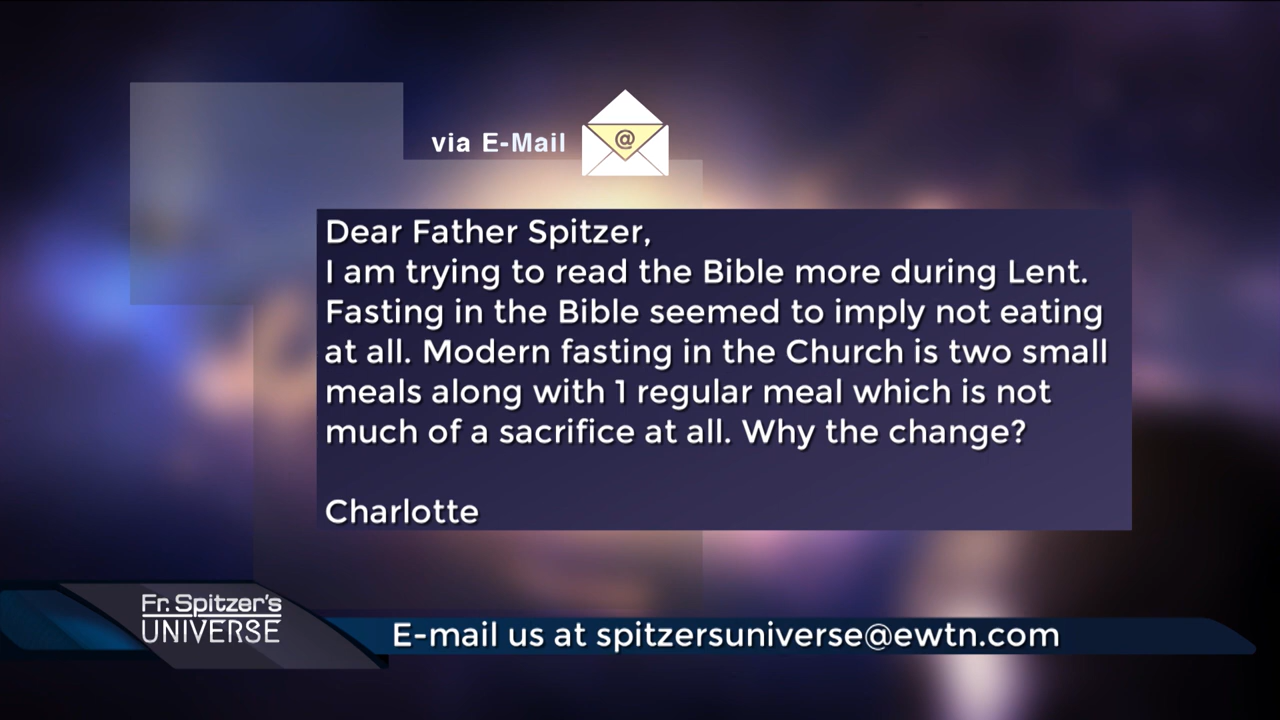 via E-Mail
@
Dear Father Spitzer,
I am trying to read the Bible more during Lent.
Fasting in the Bible seemed to imply not eating
at all. Modern fasting in the Church is two small
meals along with 1 regular meal which is not
much of a sacrifice at all. Why the change?
Charlotte
Fr. Spitzer's
UNIVERSE
E-mail us at spitzersuniverse@ewtn.com